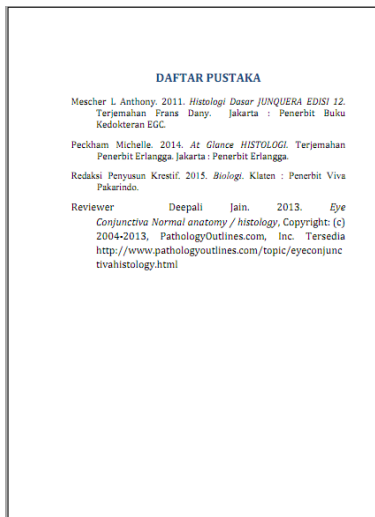 DAFTAR PUSTAKA
Mescher L Anthony. 2011. Histologi Dasar JUNQUERA EDISI 12.
Terjemahan Frans Dany. Jakarta : Penerbit Buku
Kedokteran EGC.
Peckham Michelle. 2014. At Glance HISTOLOGI. Terjemahan
Penerbit Erlangga. Jakarta : Penerbit Erlangga.
Redaksi Penyusun Krestif. 2015. Biologi. Klaten : Penerbit Viva
Pakarindo.
Reviewer Deepali Jain. 2013. Eye
Conjunctiva Normal anatomy / histology, Copyright: (c)
2004-2013, PathologyOutlines.com, Inc. Tersedia
http://www.pathologyoutlines.com/topic/eyeconjunc
tivahistology.html